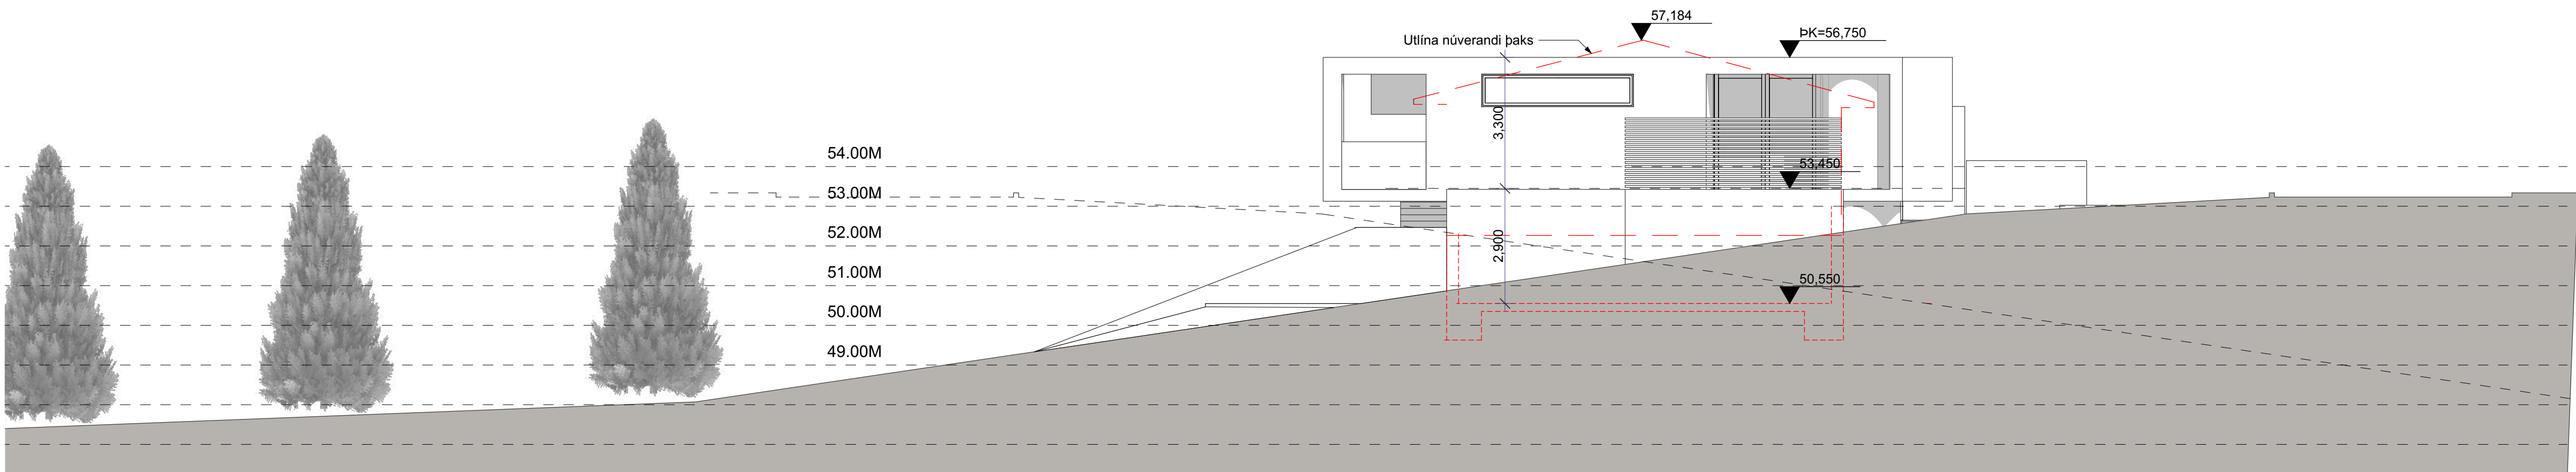 57,184
Utlína núverandi þaks
ÞK=56,750
3,300
54.00M
53,450
53.00M
52.00M
2,900
51.00M
50,550
50.00M
49.00M